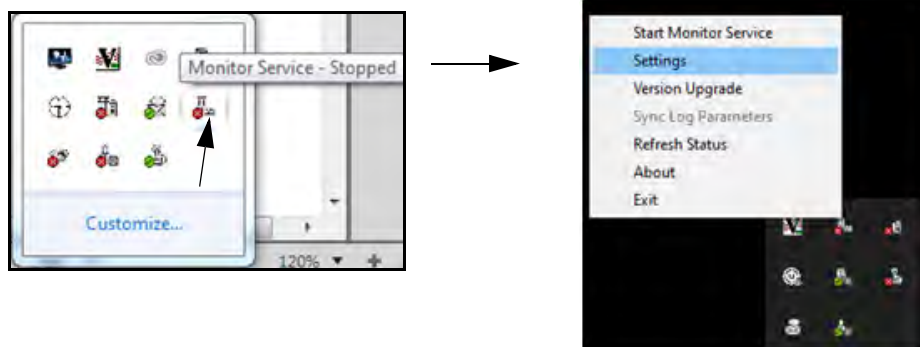 Monitor Service - Stopped
Customize...
120%
Start Monitor Service
Settings
Version Upgrade
Sync Log Parameters
Refresh Status
About
Exit